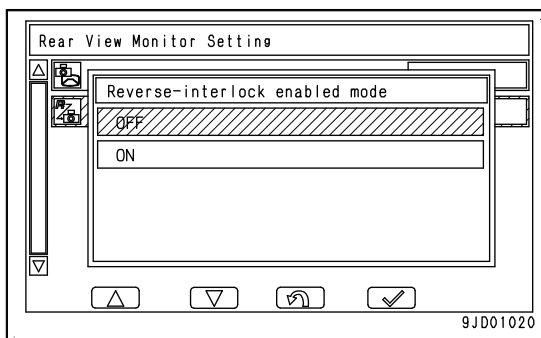 Rear View Monitor Setting
Reverse-interlock enabled mode
OFF
ON
9JD01020